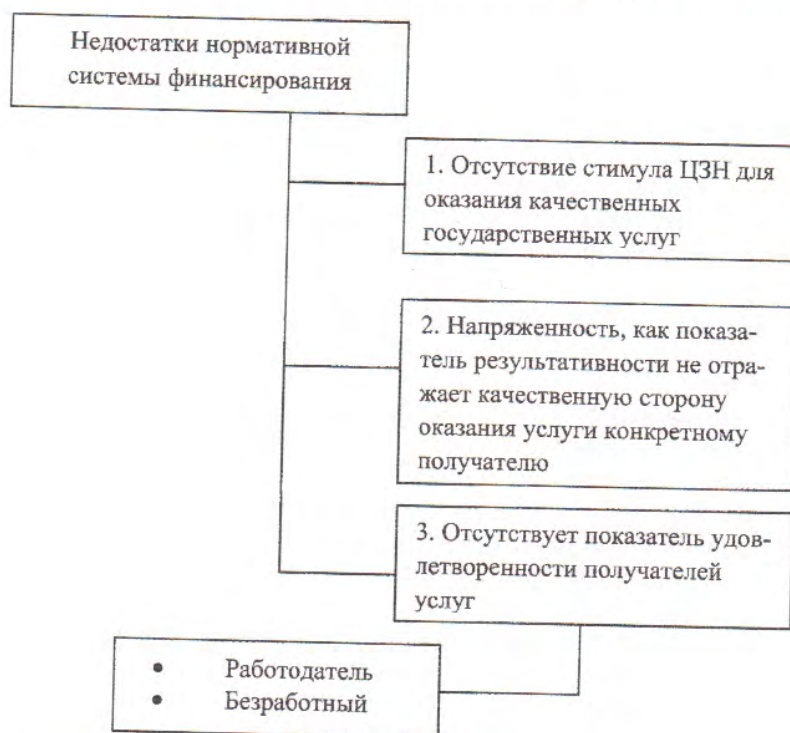 Недостатки нормативной
системы финансирования
1. Отсутствие стимула ЦЗН для
оказания качественных
государственных услуг
2. Напряженность, как показа-
тель результативности не отра-
жает качественную сторону
оказания услуги конкретному
получателю
3. Отсутствует показатель удов-
летворенности получателей
услуг
• Работодатель
• Безработный